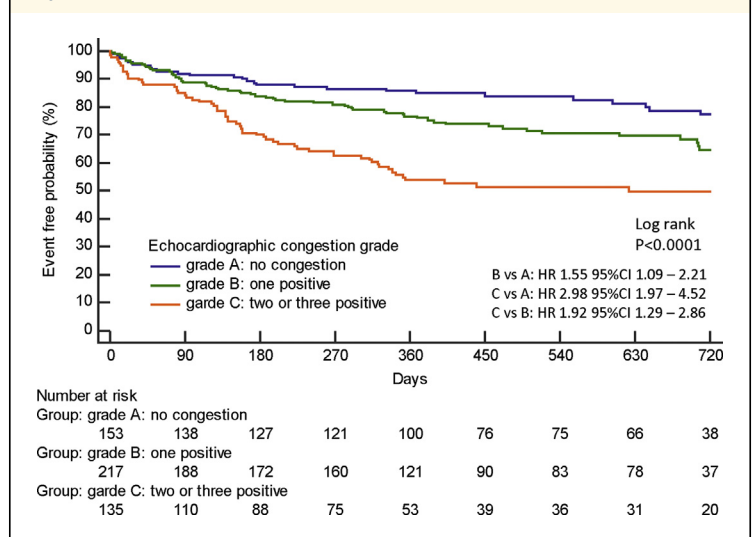 100
90
80
70
60
50
40
30
20
10
0
Event free probability (%)
Echocardiographic congestion grade
grade A: no congestion
grade B: one positive
garde C: two or three positive
Log rank
P<0.0001
B vs A: HR 1.55 95%CI 1.09 – 2.21
C vs A: HR 2.98 95%CI 1.97 – 4.52
C vs B: HR 1.92 95%CI 1.29 – 2.86
0 90 180 270 360 450 540 630 720
Days
Number at risk
Group: grade A: no congestion
153 138 127 121 100 76 75 66 38
Group: grade B: one positive
217 188 172 160 121 90 83 78 37
Group: garde C: two or three positive
135 110 88 75 53 39 36 31 20